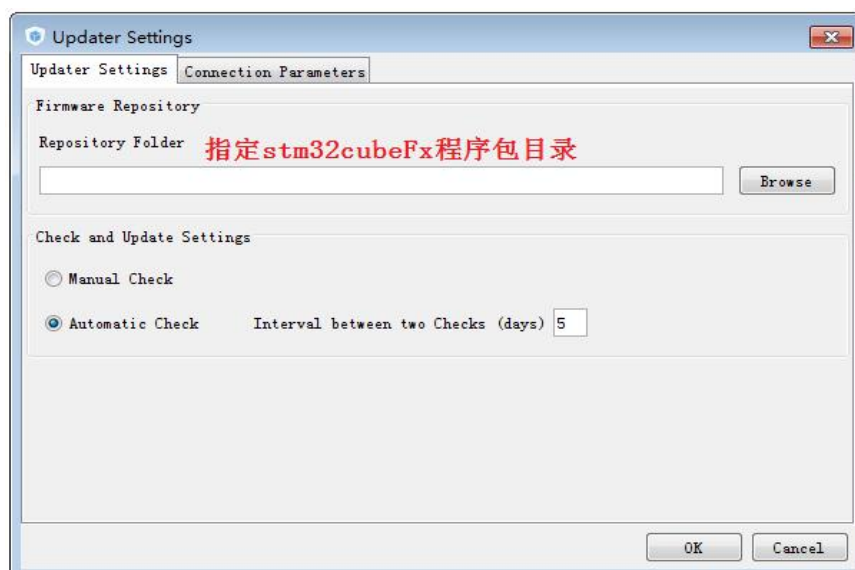 Updater Settings
Updater Settings Connection Parameters
Firmware Repository
Repository Folder 指定stm32cubeFx程序包目录
Browse
Check and Update Settings
Manual Check
Automatic Check Interval between two Checks (days) 5
OK Cancel